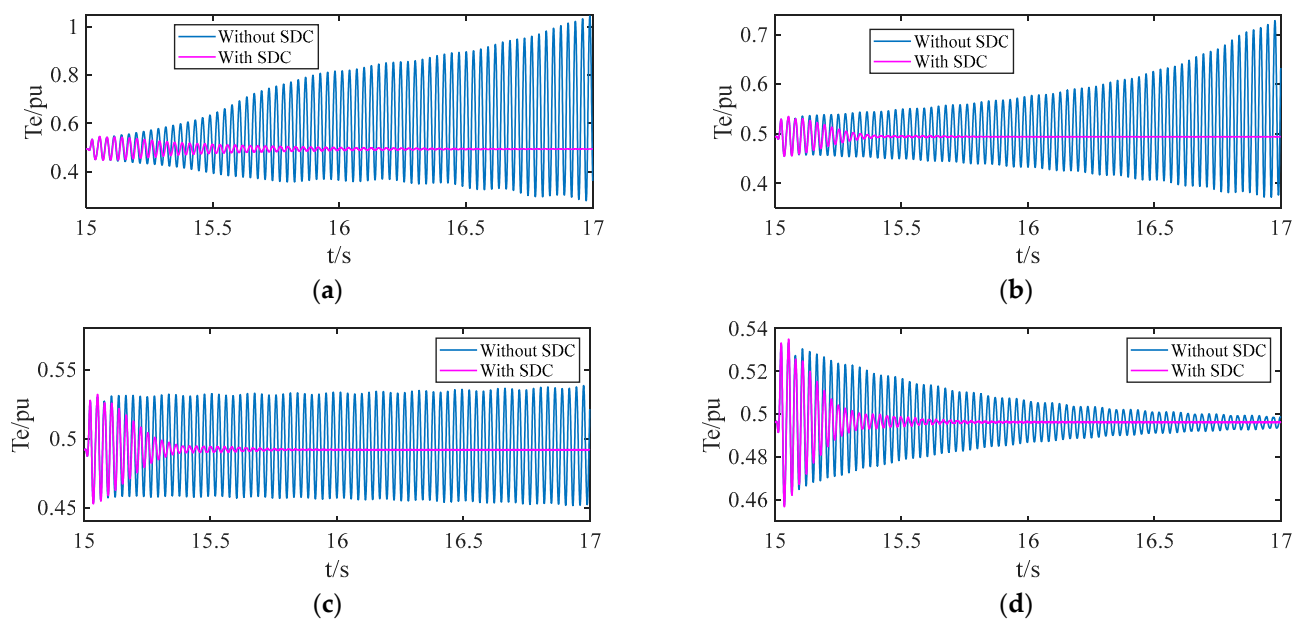 Without SDC
With SDC
Te/pu
1
0.8
0.6
0.4
15
15.5
16
16.5
17
t/s
(a)
Without SDC
With SDC
Te/pu
0.7
0.6
0.5
0.4
15
15.5
16
16.5
17
t/s
(b)
Without SDC
With SDC
Te/pu
0.55
0.5
0.45
15
15.5
16
16.5
17
t/s
(c)
Without SDC
With SDC
Te/pu
0.54
0.52
0.5
0.48
0.46
15
15.5
16
16.5
17
t/s
(d)